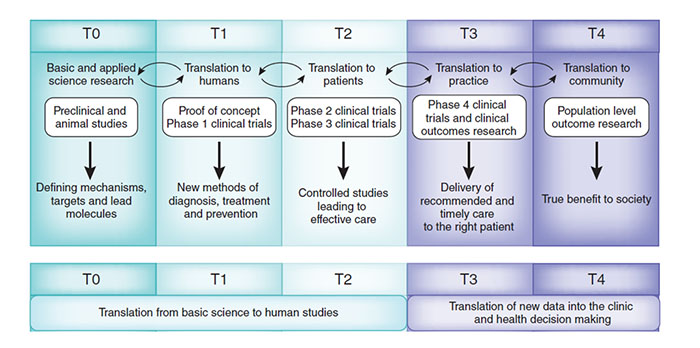 T0
T1
T2
T3
T4
Basic and applied
science research
Translation to
humans
Translation to
patients
Translation to
practice
Translation to
community
Preclinical and
animal studies
Proof of concept
Phase 1 clinical trials
Phase 2 clinical trials
Phase 3 clinical trials
Phase 4 clinical
trials and clinical
outcomes research
Population level
outcome research
Defining mechanisms,
targets and lead
molecules
New methods of
diagnosis, treatment
and prevention
Controlled studies
leading to
effective care
Delivery of
recommended and
timely care
to the right patient
True benefit to society
T0
T1
T2
T3
T4
Translation from basic science to human studies
Translation of new data into the clinic
and health decision making